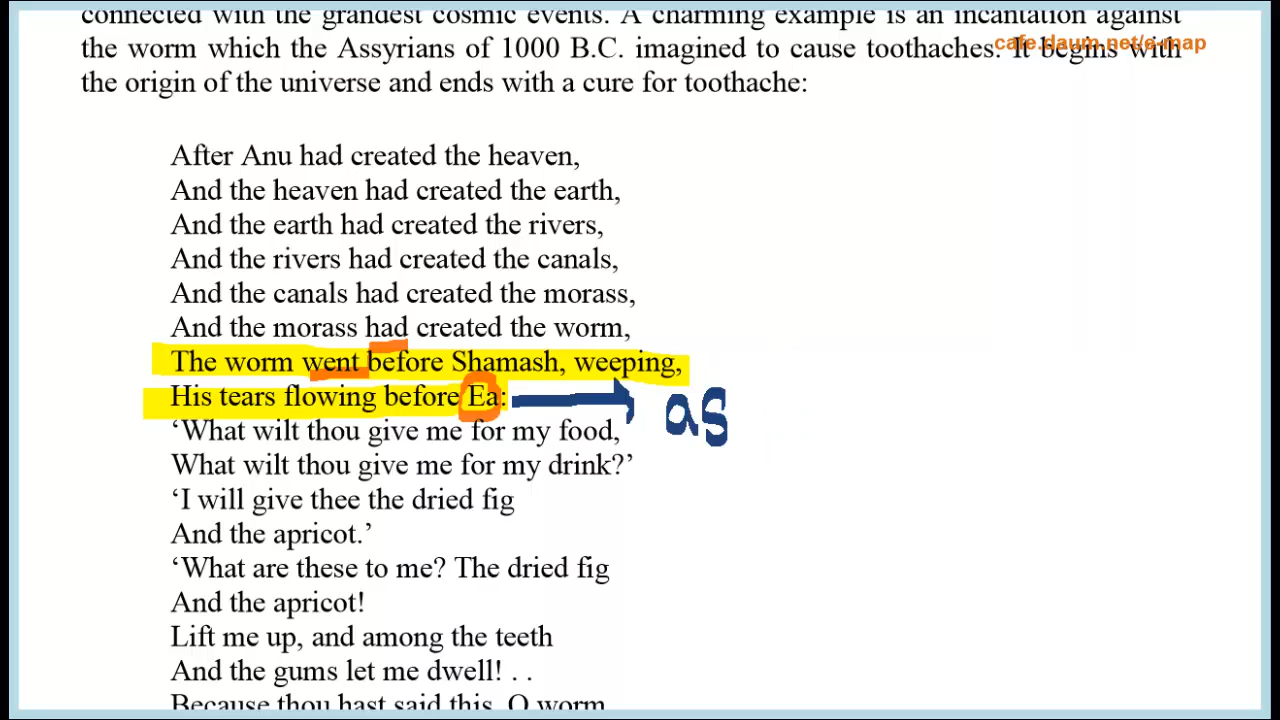 connected with the grandest cosmic events. A charming example is an incantation against
the worm which the Assyrians of 1000 B.C. imagined to cause toothaches. It begins with
cafe.daum.net/e-map
the origin of the universe and ends with a cure for toothache:
After Anu had created the heaven,
And the heaven had created the earth,
And the earth had created the rivers,
And the rivers had created the canals,
And the canals had created the morass,
And the morass had created the worm,
The worm went before Shamash, weeping,
His tears flowing before Ea:
as
‘What wilt thou give me for my food,
What wilt thou give me for my drink?’
‘I will give thee the dried fig
And the apricot.’
‘What are these to me? The dried fig
And the apricot!
Lift me up, and among the teeth
And the gums let me dwell! . .
Because thou hast said this, O worm